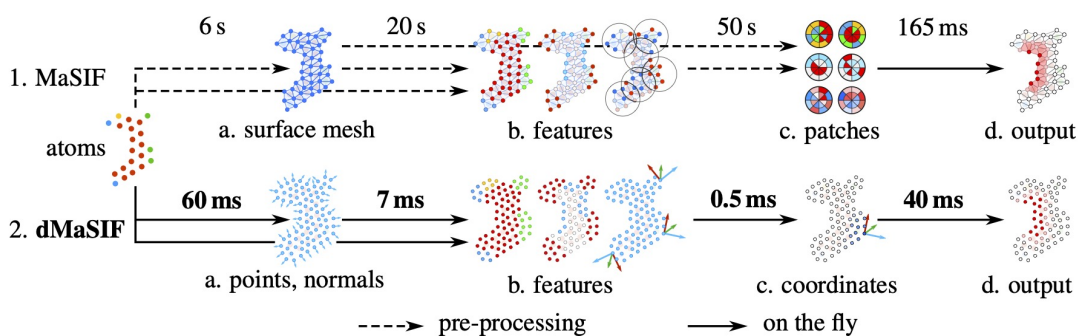 6 s 20 s 50 s 165 ms
1. MaSIF
a. surface mesh b. features c. patches d. output
atoms
60 ms 7 ms 0.5 ms 40 ms
2. dMaSIF
a. points, normals b. features c. coordinates d. output
pre-processing on the fly